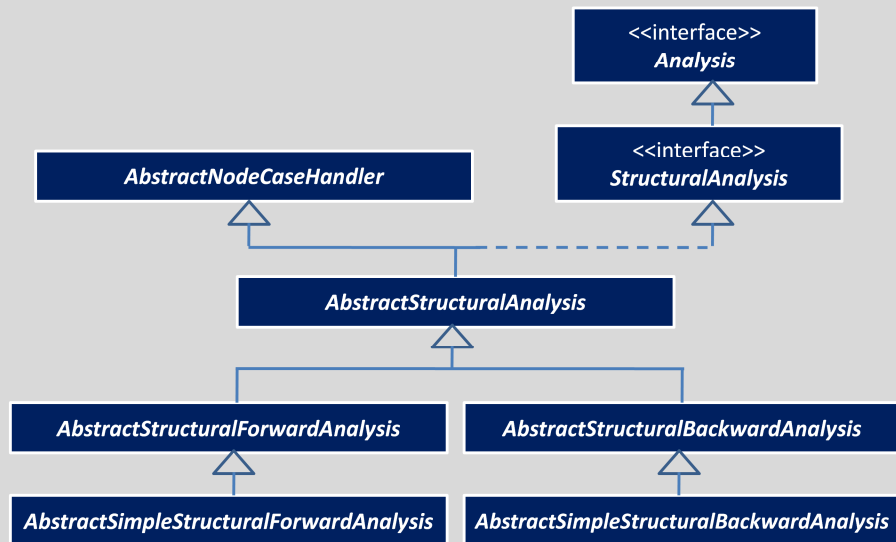 <<interface>>
Analysis
<<interface>>
StructuralAnalysis
AbstractNodeCaseHandler
AbstractStructuralAnalysis
AbstractStructuralForwardAnalysis
AbstractStructuralBackwardAnalysis
AbstractSimpleStructuralForwardAnalysis
AbstractSimpleStructuralBackwardAnalysis